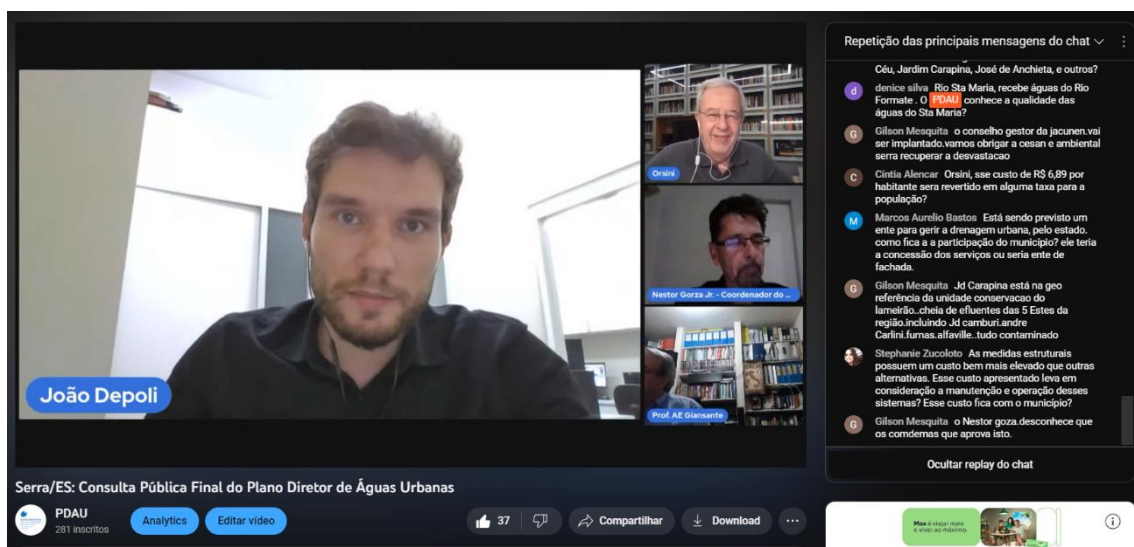 Repetição das principais mensagens do chat
Céu, Jardim Carapina, José de Anchieta, e outros?
denice silva Rio Sta Maria, recebe águas do Rio
Formate . O PDAU conhece a qualidade das
águas do Sta Maria?
Gilson Mesquita o conselho gestor da jacunen.vai
ser implantado.vamos obrigar a cesan e ambiental
serra recuperar a desvastacao
Cintia Alencar Orsini, sse custo de R$ 6,89 por
habitante sera revertido em alguma taxa para a
população?
Marcos Aurelio Bastos Está sendo previsto um
ente para gerir a drenagem urbana, pelo estado.
como fica a a participação do município? ele teria
a concessão dos serviços ou seria ente de
fachada.
Gilson Mesquita Jd Carapina está na geo
referência da unidade conservacao do
lameirão..cheia de efluentes das 5 Estes da
região.incluindo Jd camburi.andre
Carlini.furnas.alfaville..tudo contaminado
Stephanie Zucoloto As medidas estruturais
possuem um custo bem mais elevado que outras
alternativas. Esse custo apresentado leva em
consideração a manutenção e operação desses
sistemas? Esse custo fica com o município?
Gilson Mesquita o Nestor goza.desconhece que
os comdemas que aprova isto.
Ocultar replay do chat
João Depoli
Orsini
Nestor Gorza Jr. - Coordenador do ...
Prof. AE Giansante
Serra/ES: Consulta Pública Final do Plano Diretor de Águas Urbanas
PDAU
281 inscritos
Analytics
Editar vídeo
37
Compartilhar
Download
Max é viajar mais
e viver ao máximo.